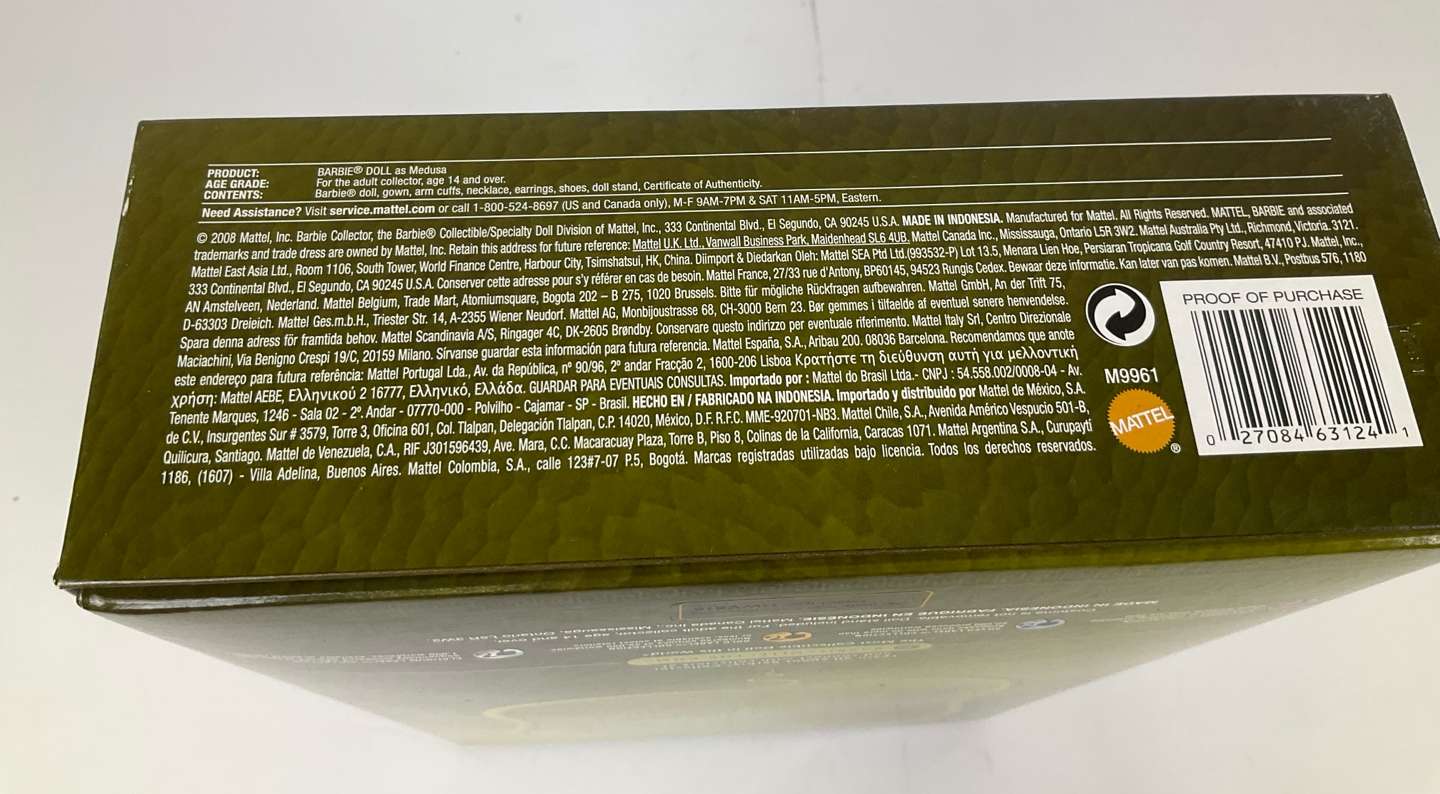 PRODUCT: BARBIE® DOLL as Medusa
AGE GRADE: For the adult collector, age 14 and over.
CONTENTS: Barbie® doll, gown, arm cuffs, necklace, earrings, shoes, doll stand, Certificate of Authenticity.
Need Assistance? Visit service.mattel.com or call 1-800-524-8697 (US and Canada only), M-F 9AM-7PM & SAT 11AM-5PM, Eastern.
© 2008 Mattel, Inc. Barbie Collector, the Barbie® Collectible/Specialty Doll Division of Mattel, Inc., 333 Continental Blvd., El Segundo, CA 90245 U.S.A. MADE IN INDONESIA. Manufactured for Mattel. All Rights Reserved. MATTEL, BARBIE and associated
trademarks and trade dress are owned by Mattel, Inc. Retain this address for future reference: Mattel U.K. Ltd., Vanwall Business Park, Maidenhead SL6 4UB. Mattel Canada Inc., Mississauga, Ontario L5R 3W2. Mattel Australia Pty Ltd., Richmond, Victoria. 3121.
Mattel East Asia Ltd., Room 1106, South Tower, World Finance Centre, Harbour City, Tsimshatsui, HK, China. Diimport & Diedarkan Oleh: Mattel SEA Ptd Ltd.(993532-P) Lot 13.5, Menara Lien Hoe, Persiaran Tropicana Golf Country Resort, 47410 PJ. Mattel, Inc.,
333 Continental Blvd., El Segundo, CA 90245 U.S.A. Conserver cette adresse pour s'y référer en cas de besoin. Mattel France, 27/33 rue d'Antony, BP60145, 94523 Rungis Cedex. Bewaar deze informatie. Kan later van pas komen. Mattel B.V., Postbus 576, 1180
AN Amstelveen, Nederland. Mattel Belgium, Trade Mart, Atomiumsquare, Bogota 202 – B 275, 1020 Brussels. Bitte für mögliche Rückfragen aufbewahren. Mattel GmbH, An der Trift 75,
D-63303 Dreieich. Mattel Ges.m.b.H., Triester Str. 14, A-2355 Wiener Neudorf. Mattel AG, Monbijoustrasse 68, CH-3000 Bern 23. Bør gemmes i tilfaelde af eventuel senere henvendelse.
Spara denna adress för framtida behov. Mattel Scandinavia A/S, Ringager 4C, DK-2605 Brøndby. Conservare questo indirizzo per eventuale riferimento. Mattel Italy Srl, Centro Direzionale
Maciachini, Via Benigno Crespi 19/C, 20159 Milano. Sírvanse guardar esta información para futura referencia. Mattel España, S.A., Aribau 200. 08036 Barcelona. Recomendamos que anote
este endereço para futura referência: Mattel Portugal Lda., Av. da República, nº 90/96, 2º andar Fracção 2, 1600-206 Lisboa Κρατήστε τη διεύθυνση αυτή για μελλοντική
χρήση: Mattel AEBE, Ελληνικού 2 16777, Ελληνικό, Ελλάδα. GUARDAR PARA EVENTUAIS CONSULTAS. Importado por : Mattel do Brasil Ltda.- CNPJ : 54.558.002/0008-04 - Av.
Tenente Marques, 1246 - Sala 02 - 2º. Andar - 07770-000 - Polvilho - Cajamar - SP - Brasil. HECHO EN / FABRICADO NA INDONESIA. Importado y distribuido por Mattel de México, S.A.
de C.V., Insurgentes Sur # 3579, Torre 3, Oficina 601, Col. Tlalpan, Delegación Tlalpan, C.P. 14020, México, D.F. R.F.C. MME-920701-NB3. Mattel Chile, S.A., Avenida Américo Vespucio 501-B,
Quilicura, Santiago. Mattel de Venezuela, C.A., RIF J301596439, Ave. Mara, C.C. Macaracuay Plaza, Torre B, Piso 8, Colinas de la California, Caracas 1071. Mattel Argentina S.A., Curupaytí
1186, (1607) - Villa Adelina, Buenos Aires. Mattel Colombia, S.A., calle 123#7-07 P.5, Bogotá. Marcas registradas utilizadas bajo licencia. Todos los derechos reservados.
M9961
MATTEL
®
PROOF OF PURCHASE
0 27084 63124 1
MADE IN INDONESIA. FABRIQUÉ EN INDONÉSIE.